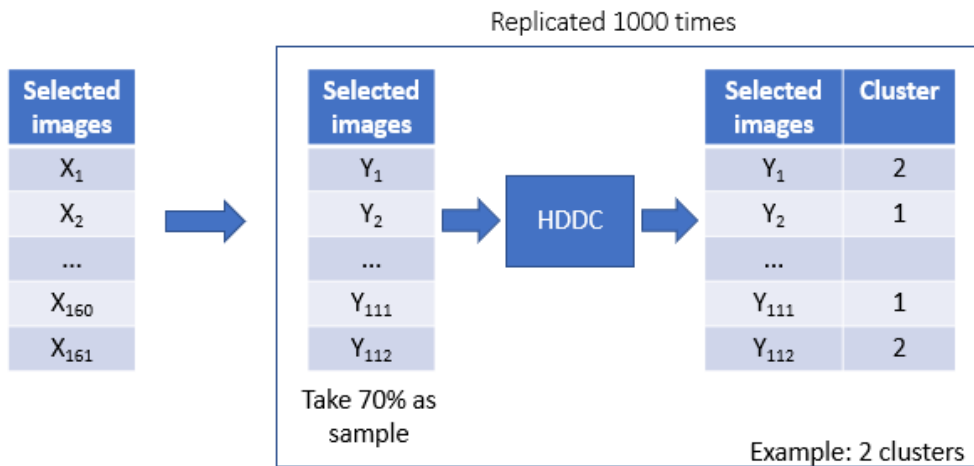 Replicated 1000 times
Selected images
X₁
X₂
...
X₁₆₀
X₁₆₁
Selected images
Y₁
Y₂
...
Y₁₁₁
Y₁₁₂
Take 70% as
sample
HDDC
Selected images Cluster
Y₁ 2
Y₂ 1
...
Y₁₁₁ 1
Y₁₁₂ 2
Example: 2 clusters